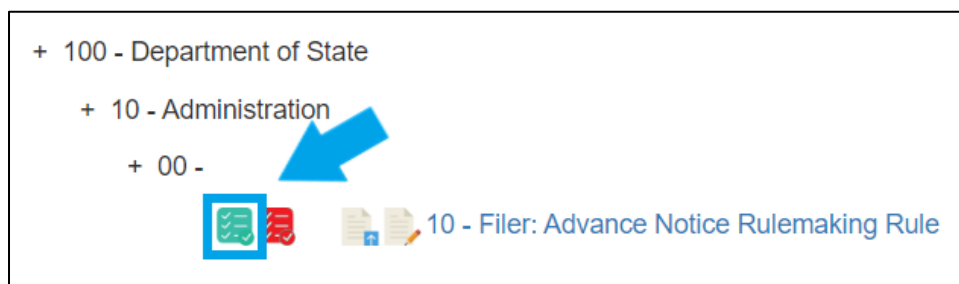 + 100 - Department of State
+ 10 - Administration
+ 00 -
10 - Filer: Advance Notice Rulemaking Rule